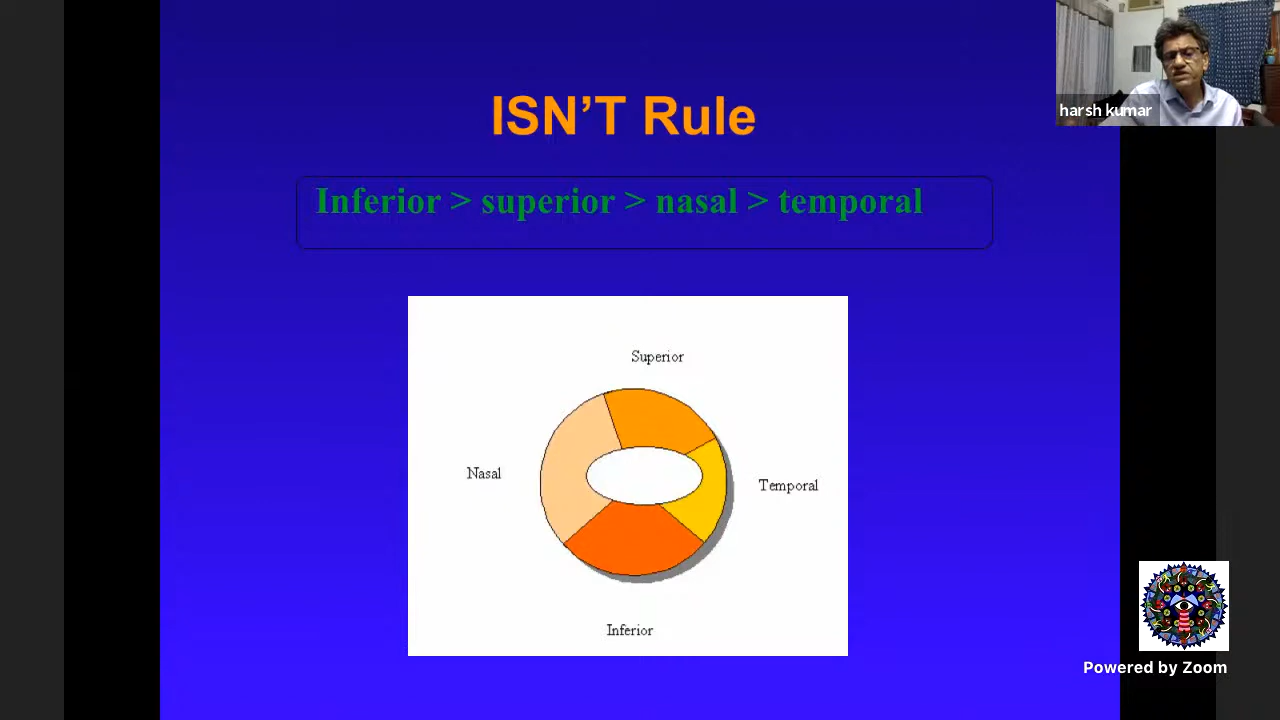 ISN’T Rule
harsh kumar
Inferior > superior > nasal > temporal
Superior
Nasal
Temporal
Inferior
Powered by Zoom